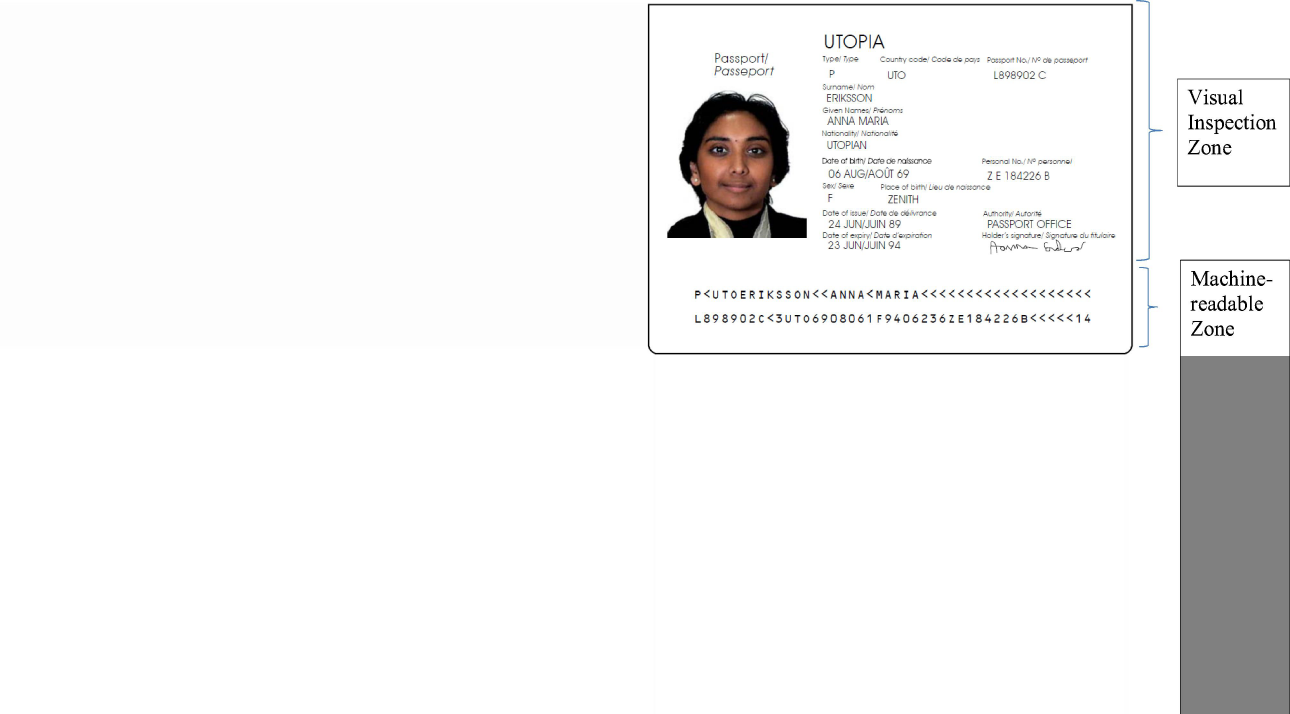 UTOPIA
Passport/
Passeport
Type/ Type Country code/ Code de pays Passport No./ Nº de passeport
P UTO L898902 C
Surname/ Nom
ERIKSSON
Given Names/ Prénoms
ANNA MARIA
Nationality/ Nationalité
UTOPIAN
Date of birth/ Date de naissance Personal No./ Nº personnel
06 AUG/AOÛT 69 Z E 184226 B
Sex/ Sexe Place of birth/ Lieu de naissance
F ZENITH
Date of issue/ Date de délivrance Authority/ Autorité
24 JUN/JUIN 89 PASSPORT OFFICE
Date of expiry/ Date d'expiration Holder's signature/ Signature du titulaire
23 JUN/JUIN 94
P<UTOERIKSSON<<ANNA<MARIA<<<<<<<<<<<<<<<<<<<
L898902C<3UTO6908061F9406236ZE184226B<<<<<14
Visual
Inspection
Zone
Machine-
readable
Zone